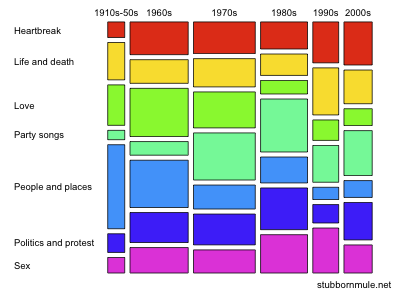 1910s-50s 1960s 1970s 1980s 1990s 2000s
Heartbreak
Life and death
Love
Party songs
People and places
Politics and protest
Sex
stubbornmule.net